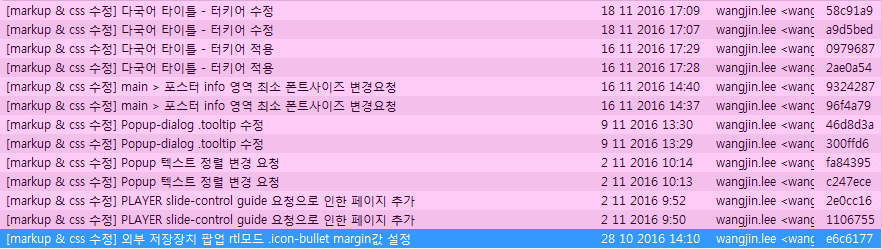 [markup & css 수정] 다국어 타이틀 - 터키어 수정 18 11 2016 17:09 wangjin.lee <wang 58c91a9
[markup & css 수정] 다국어 타이틀 - 터키어 수정 18 11 2016 17:07 wangjin.lee <wang a9d5bed
[markup & css 수정] 다국어 타이틀 - 터키어 적용 16 11 2016 17:29 wangjin.lee <wang 0979687
[markup & css 수정] 다국어 타이틀 - 터키어 적용 16 11 2016 17:28 wangjin.lee <wang 2ae0a54
[markup & css 수정] main > 포스터 info 영역 최소 폰트사이즈 변경요청 16 11 2016 14:40 wangjin.lee <wang 9324287
[markup & css 수정] main > 포스터 info 영역 최소 폰트사이즈 변경요청 16 11 2016 14:37 wangjin.lee <wang 96f4a79
[markup & css 수정] Popup-dialog .tooltip 수정 9 11 2016 13:30 wangjin.lee <wang 46d8d3a
[markup & css 수정] Popup-dialog .tooltip 수정 9 11 2016 13:29 wangjin.lee <wang 300ffd6
[markup & css 수정] Popup 텍스트 정렬 변경 요청 2 11 2016 10:14 wangjin.lee <wang fa84395
[markup & css 수정] Popup 텍스트 정렬 변경 요청 2 11 2016 10:13 wangjin.lee <wang c247ece
[markup & css 수정] PLAYER slide-control guide 요청으로 인한 페이지 추가 2 11 2016 9:52 wangjin.lee <wang 2e0cc16
[markup & css 수정] PLAYER slide-control guide 요청으로 인한 페이지 추가 2 11 2016 9:50 wangjin.lee <wang 1106755
[markup & css 수정] 외부 저장장치 팝업 rtl모드 .icon-bullet margin값 설정 28 10 2016 14:10 wangjin.lee <wang e6c6177